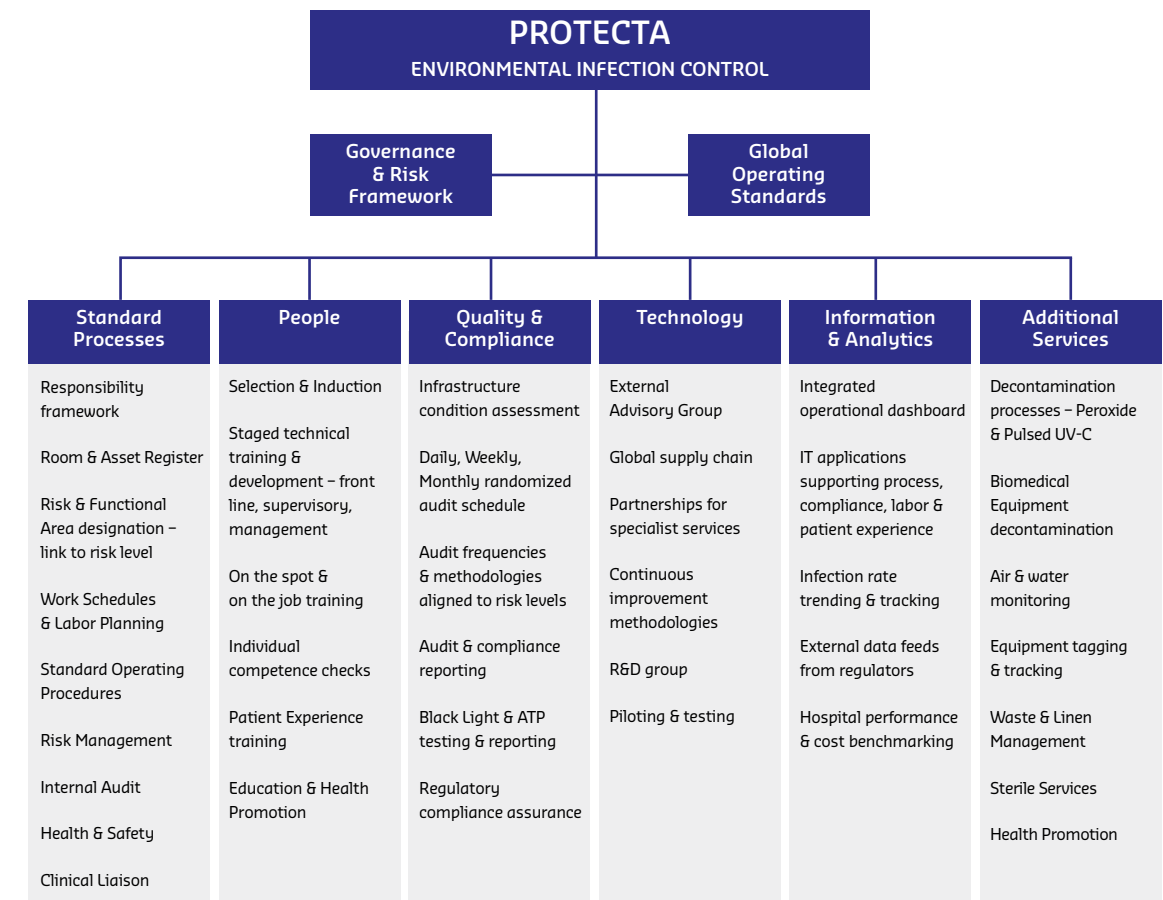 PROTECTA
ENVIRONMENTAL INFECTION CONTROL
Governance
& Risk
Framework
Global
Operating
Standards
Standard
Processes
Responsibility
framework
Room & Asset Register
Risk & Functional
Area designation –
link to risk level
Work Schedules
& Labor Planning
Standard Operating
Procedures
Risk Management
Internal Audit
Health & Safety
Clinical Liaison
People
Selection & Induction
Staged technical
training &
development – front
line, supervisory,
management
On the spot &
on the job training
Individual
competence checks
Patient Experience
training
Education & Health
Promotion
Quality &
Compliance
Infrastructure
condition assessment
Daily, Weekly,
Monthly randomized
audit schedule
Audit frequencies
& methodologies
aligned to risk levels
Audit & compliance
reporting
Black Light & ATP
testing & reporting
Regulatory
compliance assurance
Technology
External
Advisory Group
Global supply chain
Partnerships for
specialist services
Continuous
improvement
methodologies
R&D group
Piloting & testing
Information
& Analytics
Integrated
operational dashboard
IT applications
supporting process,
compliance, labor &
patient experience
Infection rate
trending & tracking
External data feeds
from regulators
Hospital performance
& cost benchmarking
Additional
Services
Decontamination
processes – Peroxide
& Pulsed UV-C
Biomedical
Equipment
decontamination
Air & water
monitoring
Equipment tagging
& tracking
Waste & Linen
Management
Sterile Services
Health Promotion